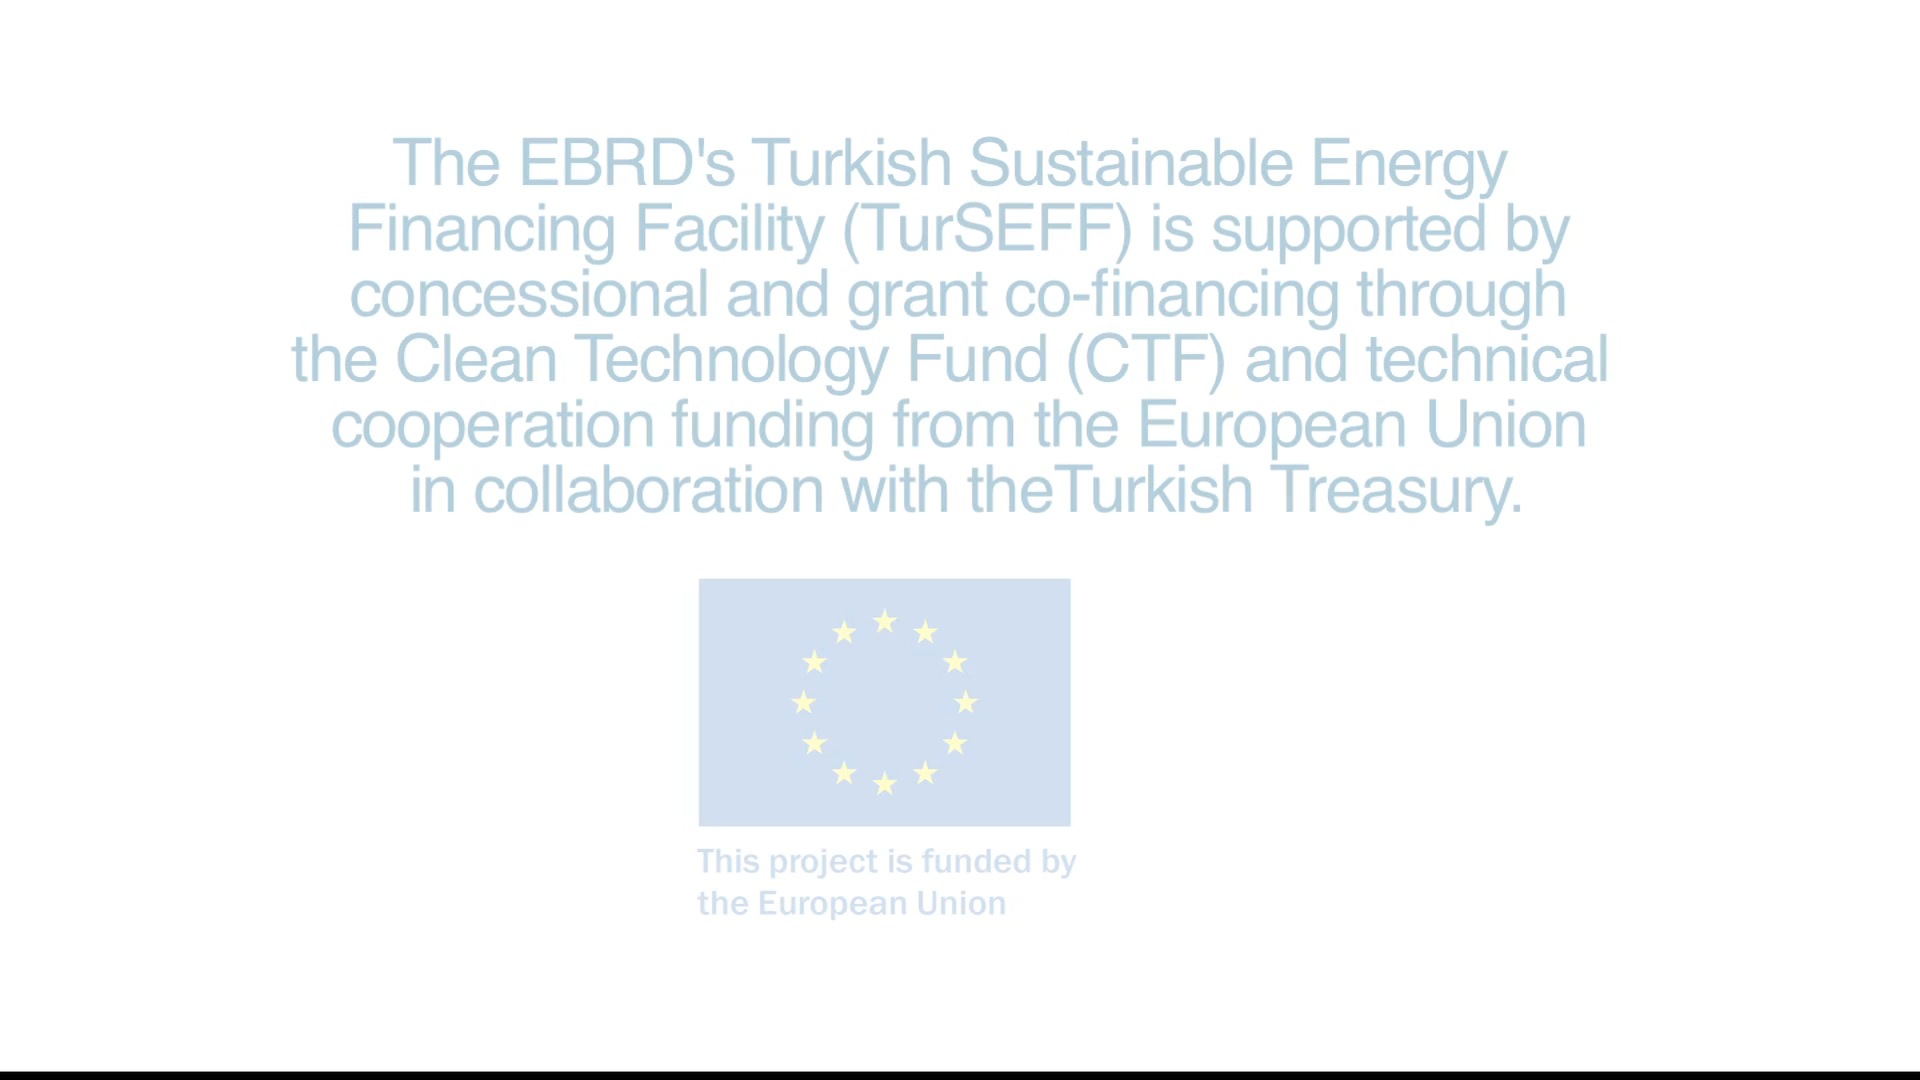 The EBRD's Turkish Sustainable Energy
Financing Facility (TurSEFF) is supported by
concessional and grant co-financing through
the Clean Technology Fund (CTF) and technical
cooperation funding from the European Union
in collaboration with theTurkish Treasury.
This project is funded by
the European Union